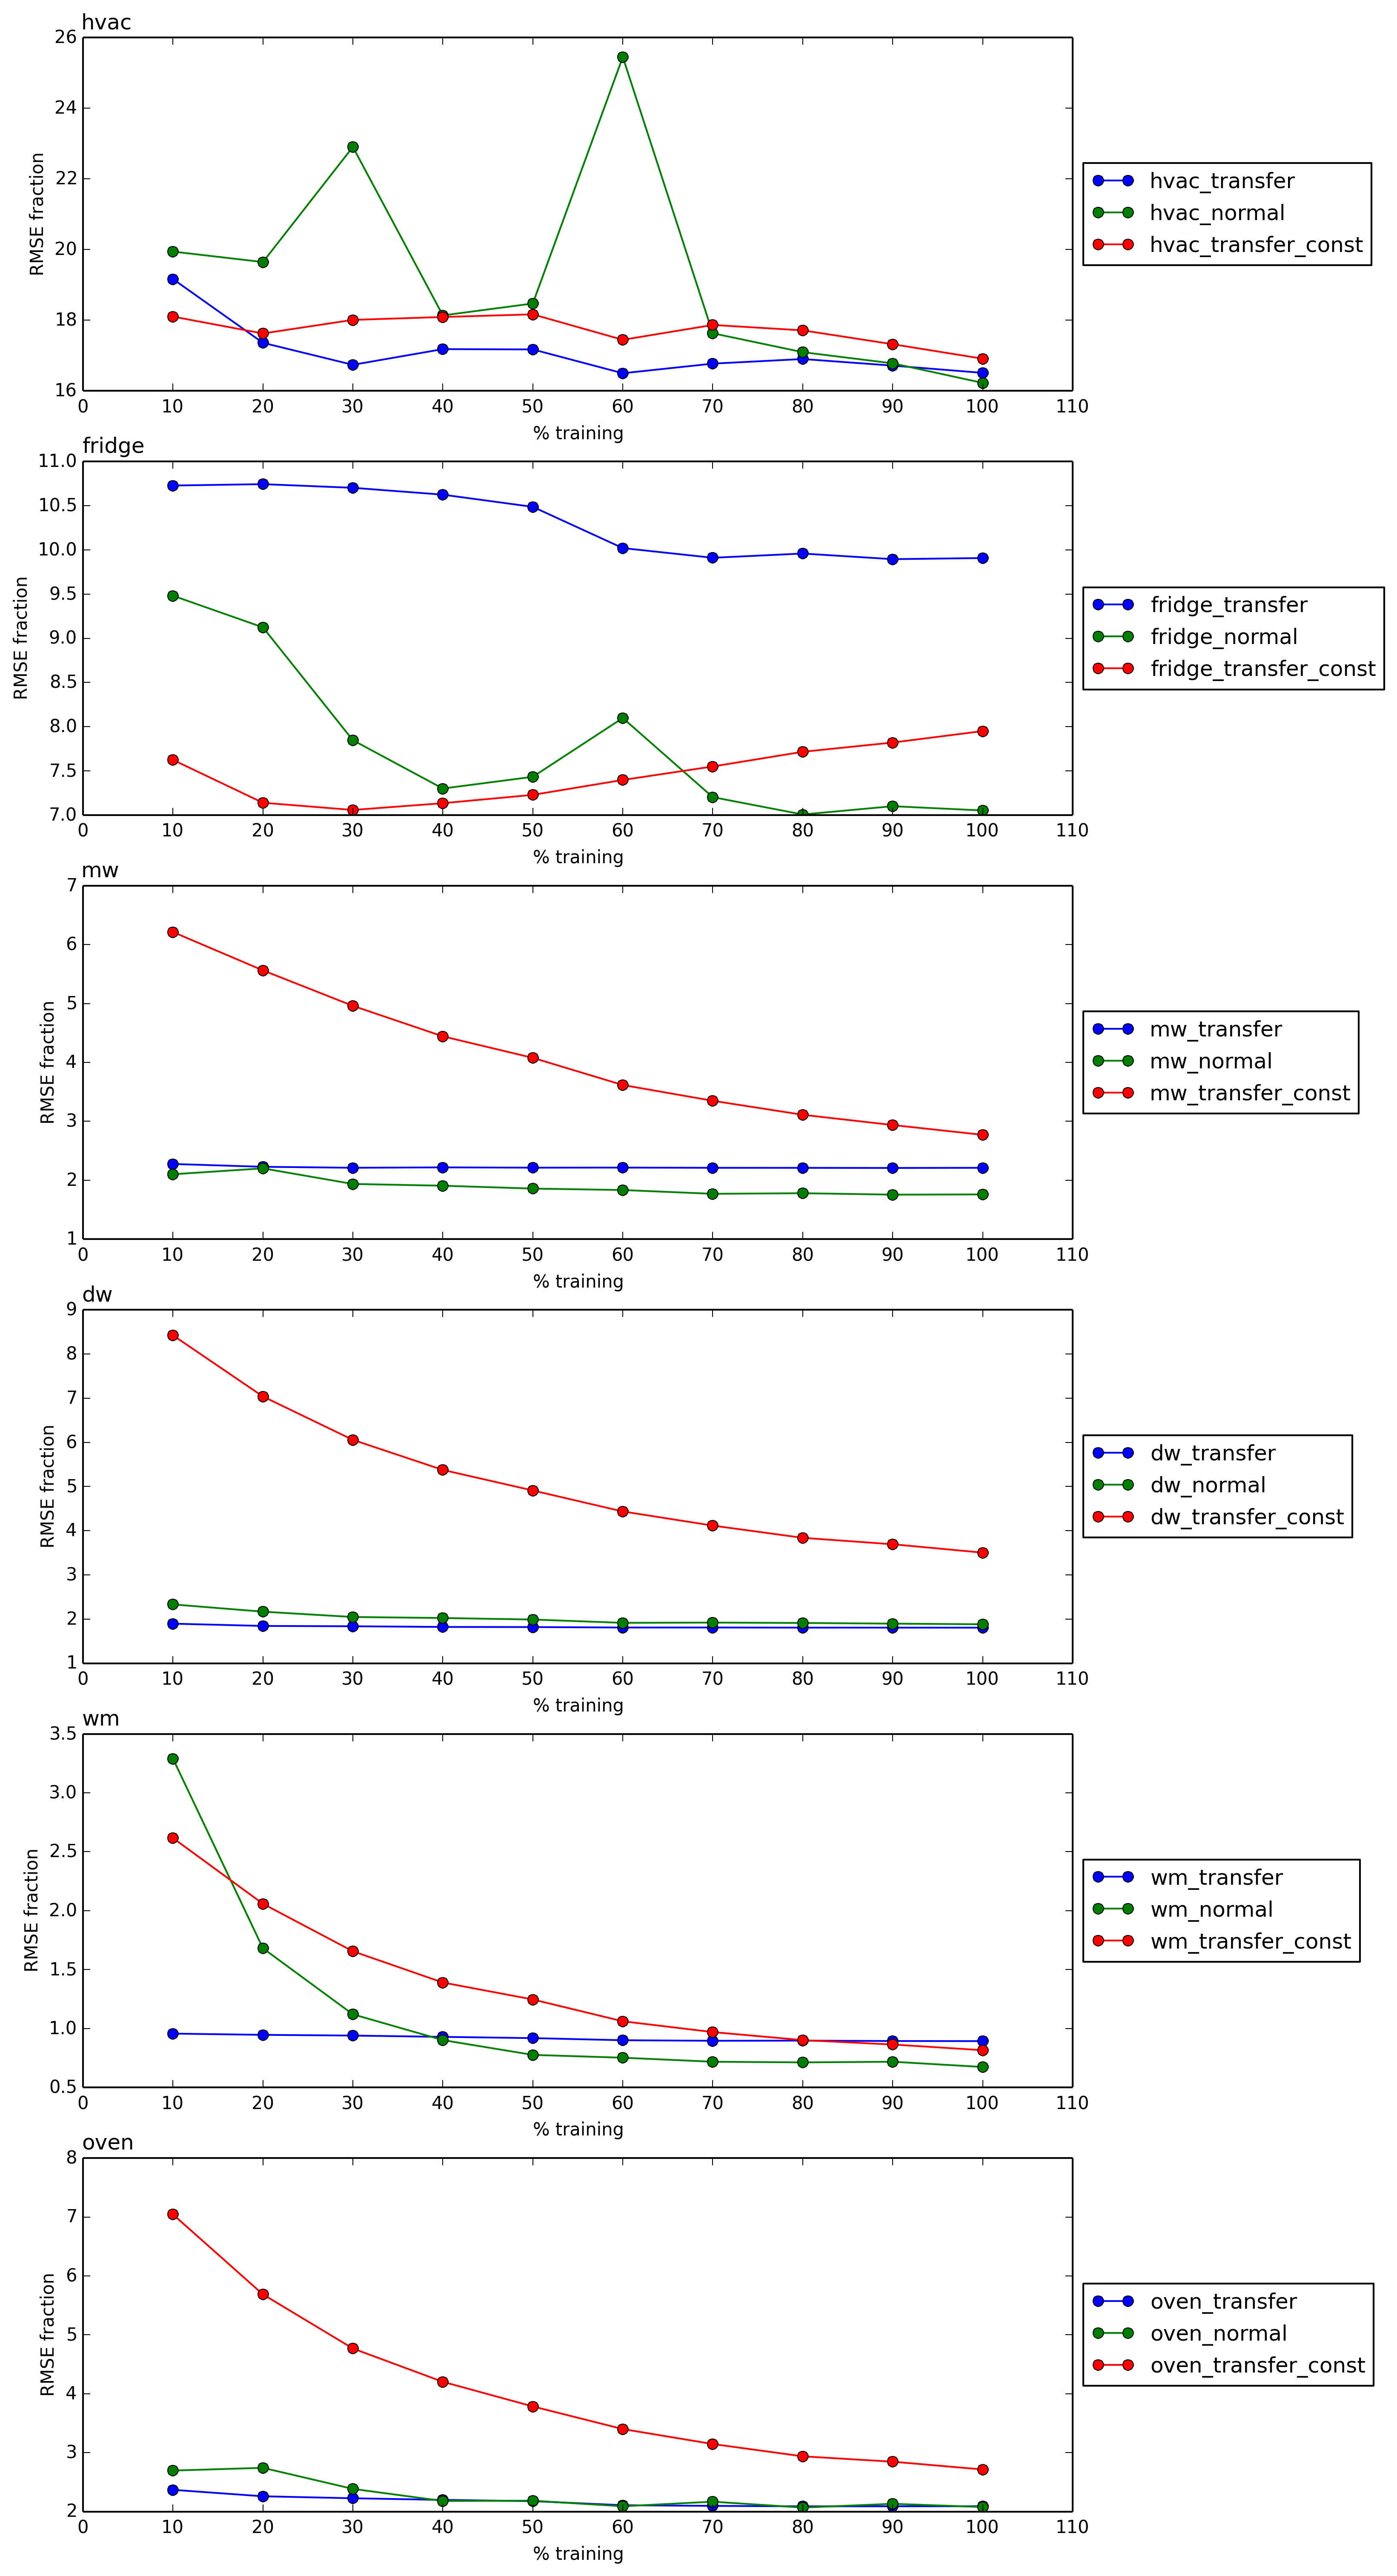 hvac
26
24
22
20
18
16
RMSE fraction
0 10 20 30 40 50 60 70 80 90 100 110
% training
hvac_transfer
hvac_normal
hvac_transfer_const
fridge
11.0
10.5
10.0
9.5
9.0
8.5
8.0
7.5
7.0
RMSE fraction
0 10 20 30 40 50 60 70 80 90 100 110
% training
fridge_transfer
fridge_normal
fridge_transfer_const
mw
7
6
5
4
3
2
1
RMSE fraction
0 10 20 30 40 50 60 70 80 90 100 110
% training
mw_transfer
mw_normal
mw_transfer_const
dw
9
8
7
6
5
4
3
2
1
RMSE fraction
0 10 20 30 40 50 60 70 80 90 100 110
% training
dw_transfer
dw_normal
dw_transfer_const
wm
3.5
3.0
2.5
2.0
1.5
1.0
0.5
RMSE fraction
0 10 20 30 40 50 60 70 80 90 100 110
% training
wm_transfer
wm_normal
wm_transfer_const
oven
8
7
6
5
4
3
2
RMSE fraction
0 10 20 30 40 50 60 70 80 90 100 110
% training
oven_transfer
oven_normal
oven_transfer_const